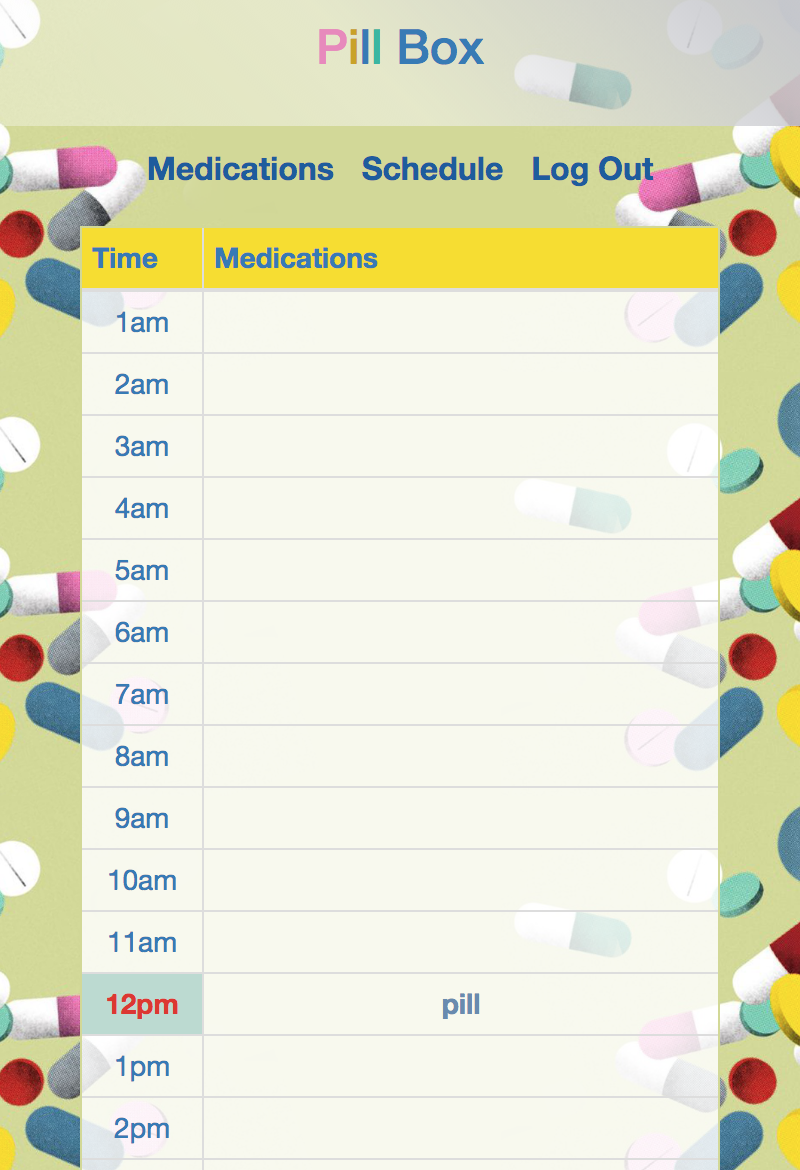 Pill Box
Medications Schedule Log Out
Time Medications
1am
2am
3am
4am
5am
6am
7am
8am
9am
10am
11am
12pm pill
1pm
2pm